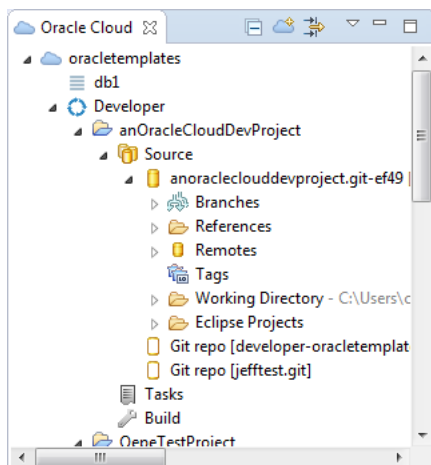 Oracle Cloud
oracletemplates
db1
Developer
anOracleCloudDevProject
Source
anoracleclouddevproject.git-ef49 [
Branches
References
Remotes
Tags
Working Directory - C:\Users\c
Eclipse Projects
Git repo [developer-oracletemplat
Git repo [jefftest.git]
Tasks
Build
OepeTestProject